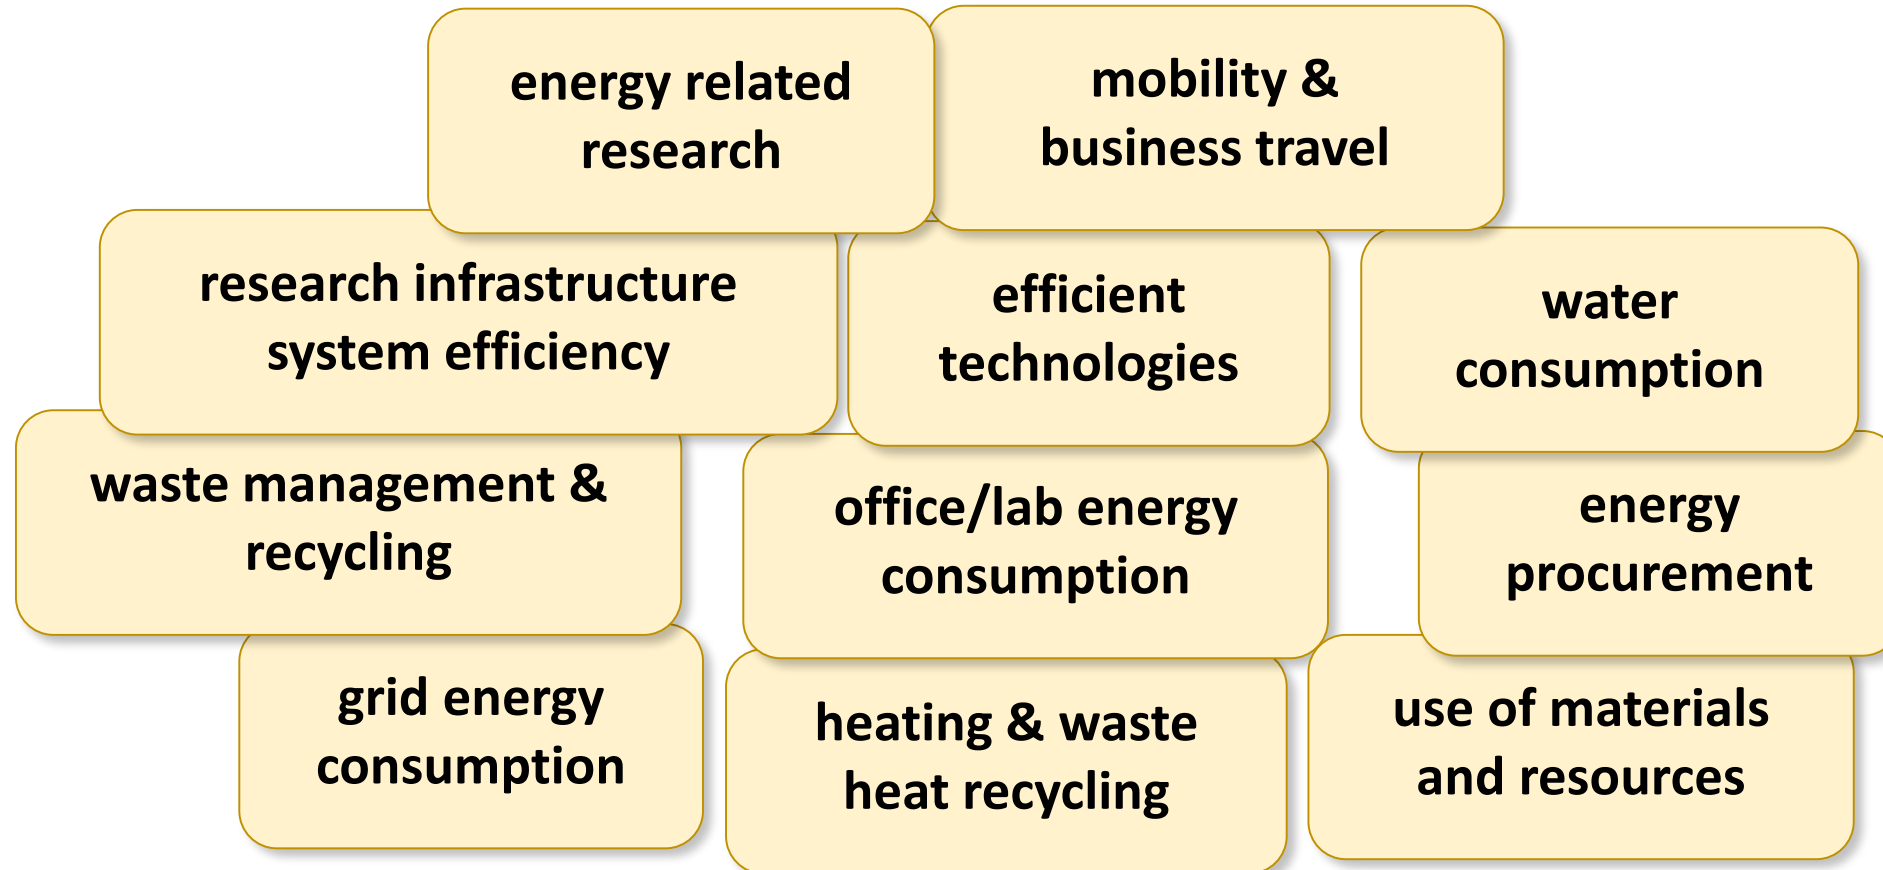 energy related
research
mobility &
business travel
research infrastructure
system efficiency
efficient
technologies
water
consumption
waste management &
recycling
office/lab energy
consumption
energy
procurement
grid energy
consumption
heating & waste
heat recycling
use of materials
and resources